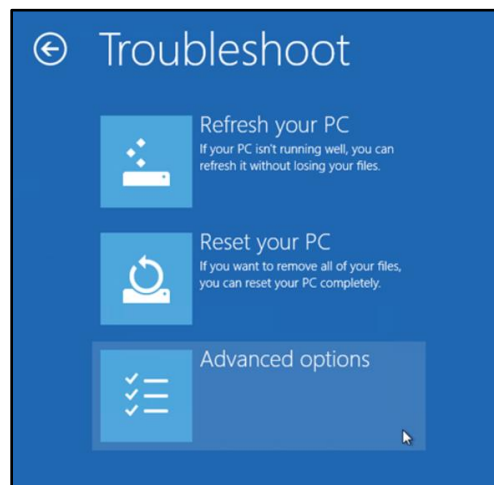 Troubleshoot
Refresh your PC
If your PC isn't running well, you can
refresh it without losing your files.
Reset your PC
If you want to remove all of your files,
you can reset your PC completely.
Advanced options